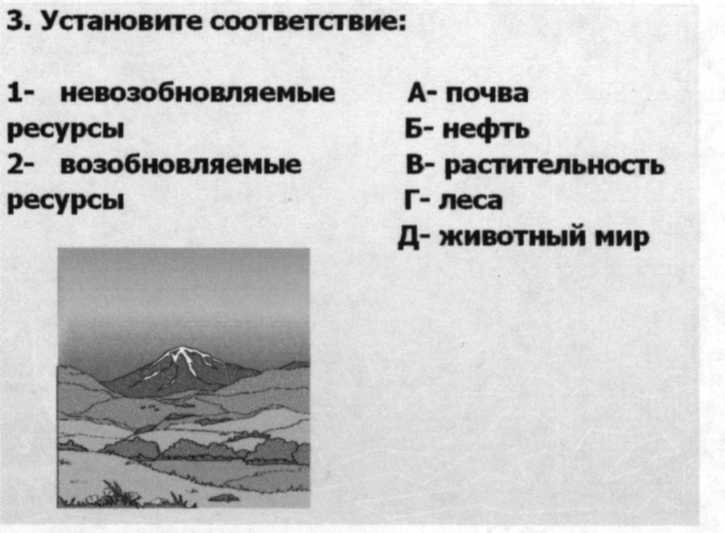 3. Установите соответствие:
1- невозобновляемые
ресурсы
2- возобновляемые
ресурсы
А- почва
Б- нефть
В- растительность
Г- леса
Д- животный мир